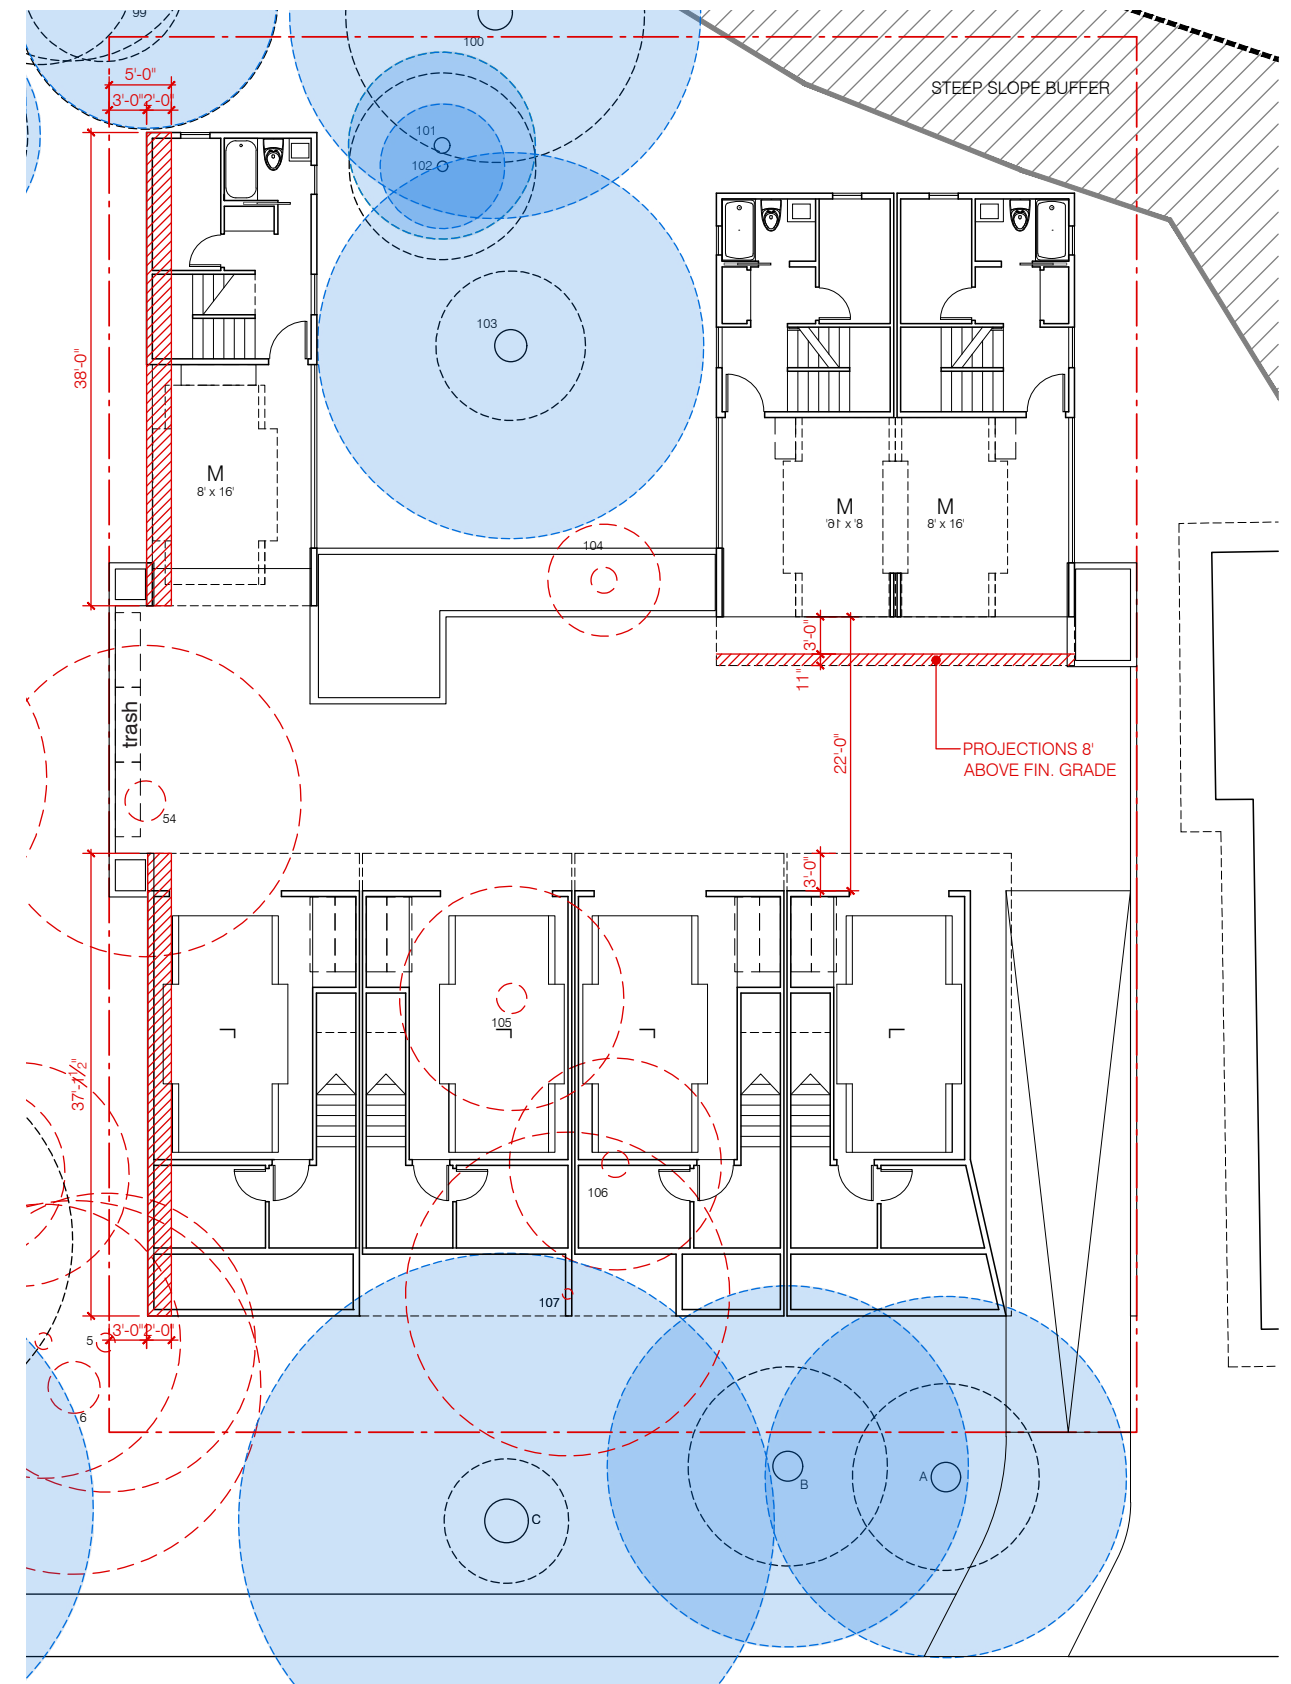 99
100
5'-0"
STEEP SLOPE BUFFER
3'-0"
2'-0"
101
102
103
38'-0"
M
8' x 16'
M
8' x 16'
M
8' x 16'
104
3'-0"
11"
trash
22'-0"
PROJECTIONS 8'
ABOVE FIN. GRADE
54
3'-0"
105
37'-1½"
106
107
3'-0"
2'-0"
5
6
A
B
C